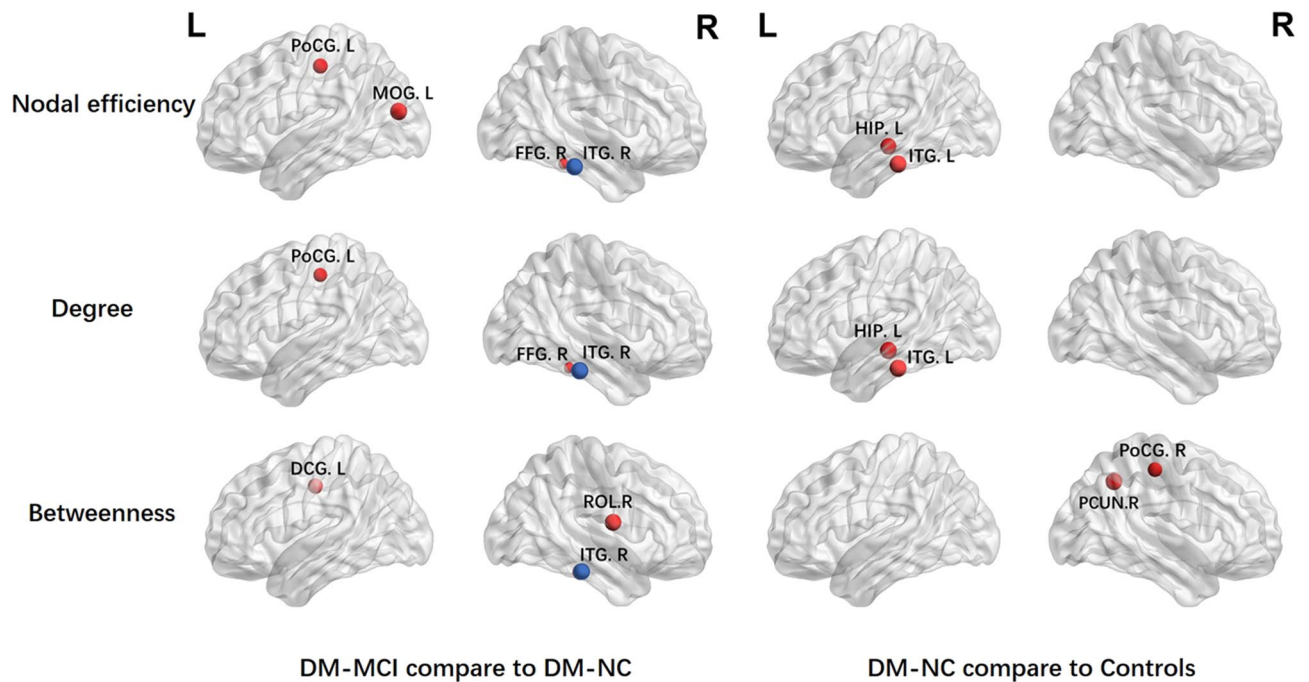 L R L R
PoCG. L
MOG. L
Nodal efficiency
FFG. R ITG. R
HIP. L
ITG. L
PoCG. L
Degree
FFG. R ITG. R
HIP. L
ITG. L
DCG. L
Betweenness
ROL.R
ITG. R
PoCG. R
PCUN.R
DM-MCI compare to DM-NC
DM-NC compare to Controls